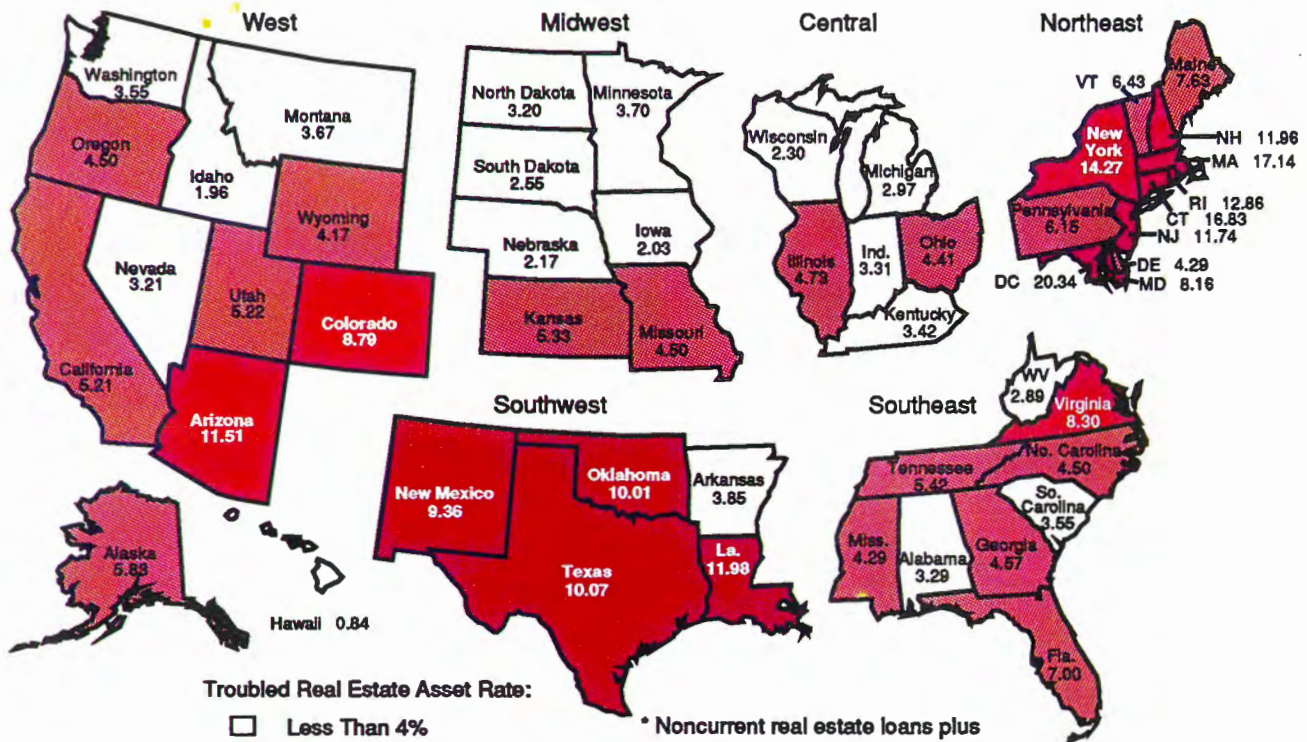 West
Washington
3.55
Montana
3.67
Oregon
4.50
Idaho
1.96
Wyoming
4.17
Nevada
3.21
Utah
5.22
Colorado
8.79
California
5.21
Arizona
11.51
Alaska
5.83
Hawaii 0.84
Midwest
North Dakota
3.20
Minnesota
3.70
South Dakota
2.55
Nebraska
2.17
Iowa
2.03
Kansas
5.33
Missouri
4.50
Central
Wisconsin
2.30
Michigan
2.97
Illinois
4.79
Ind.
3.31
Ohio
4.41
Kentucky
3.42
Northeast
Maine
7.63
VT 6.43
New
York
14.27
NH 11.96
MA 17.14
RI 12.86
CT 16.83
Pennsylvania
6.15
NJ 11.74
DE 4.29
DC 20.34
MD 8.16
Southwest
New Mexico
9.36
Oklahoma
10.01
Arkansas
3.85
Texas
10.07
La.
11.98
Southeast
WV
2.89
Virginia
8.30
Tennessee
5.42
No. Carolina
4.50
So.
Carolina
3.55
Miss.
4.29
Alabama
3.29
Georgia
4.57
Fla.
7.00
Troubled Real Estate Asset Rate:
Less Than 4%
* Noncurrent real estate loans plus